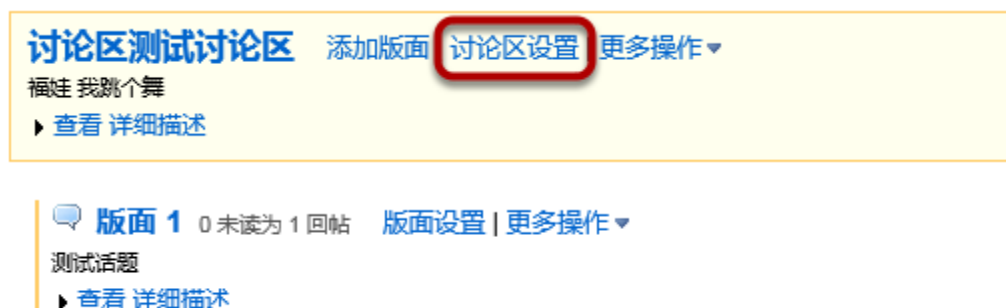 讨论区测试讨论区 添加版面 讨论区设置 更多操作
福娃 我跳个舞
查看 详细描述
版面 1 0 未读为 1 回帖 版面设置 | 更多操作
测试话题
查看 详细描述